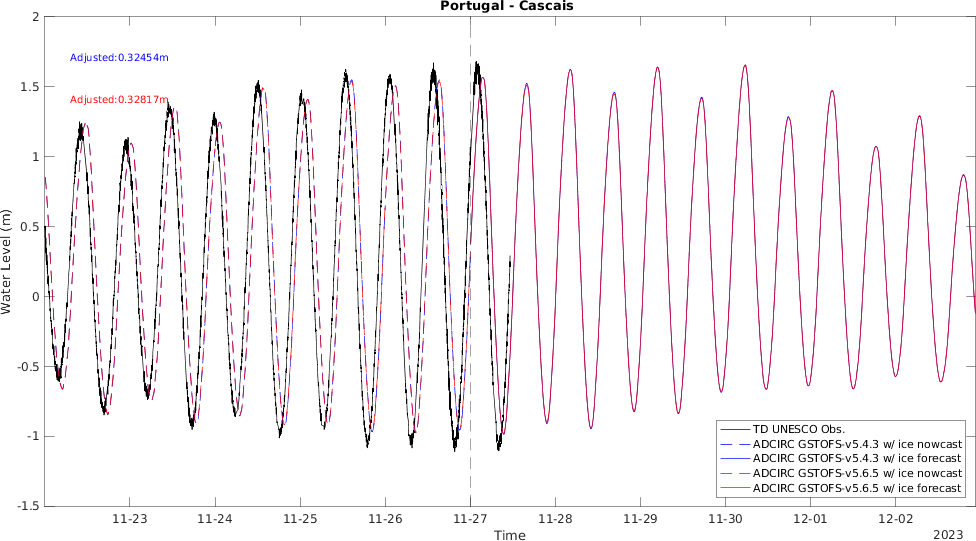 Portugal - Cascais
2
1.5
1
0.5
0
-0.5
-1
-1.5
Water Level (m)
Adjusted:0.32454m
Adjusted:0.32817m
TD UNESCO Obs.
ADCIRC GSTOFS-v5.4.3 w/ ice nowcast
ADCIRC GSTOFS-v5.4.3 w/ ice forecast
ADCIRC GSTOFS-v5.6.5 w/ ice nowcast
ADCIRC GSTOFS-v5.6.5 w/ ice forecast
11-23 11-24 11-25 11-26 11-27 11-28 11-29 11-30 12-01 12-02
Time
2023